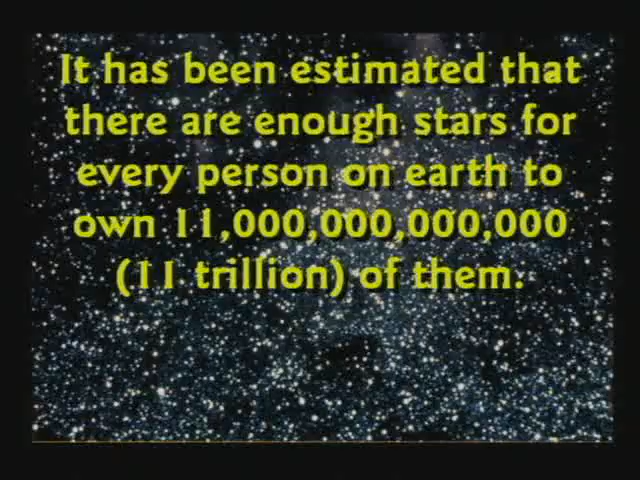 It has been estimated that
there are enough stars for
every person on earth to
own 11,000,000,000,000
(11 trillion) of them.